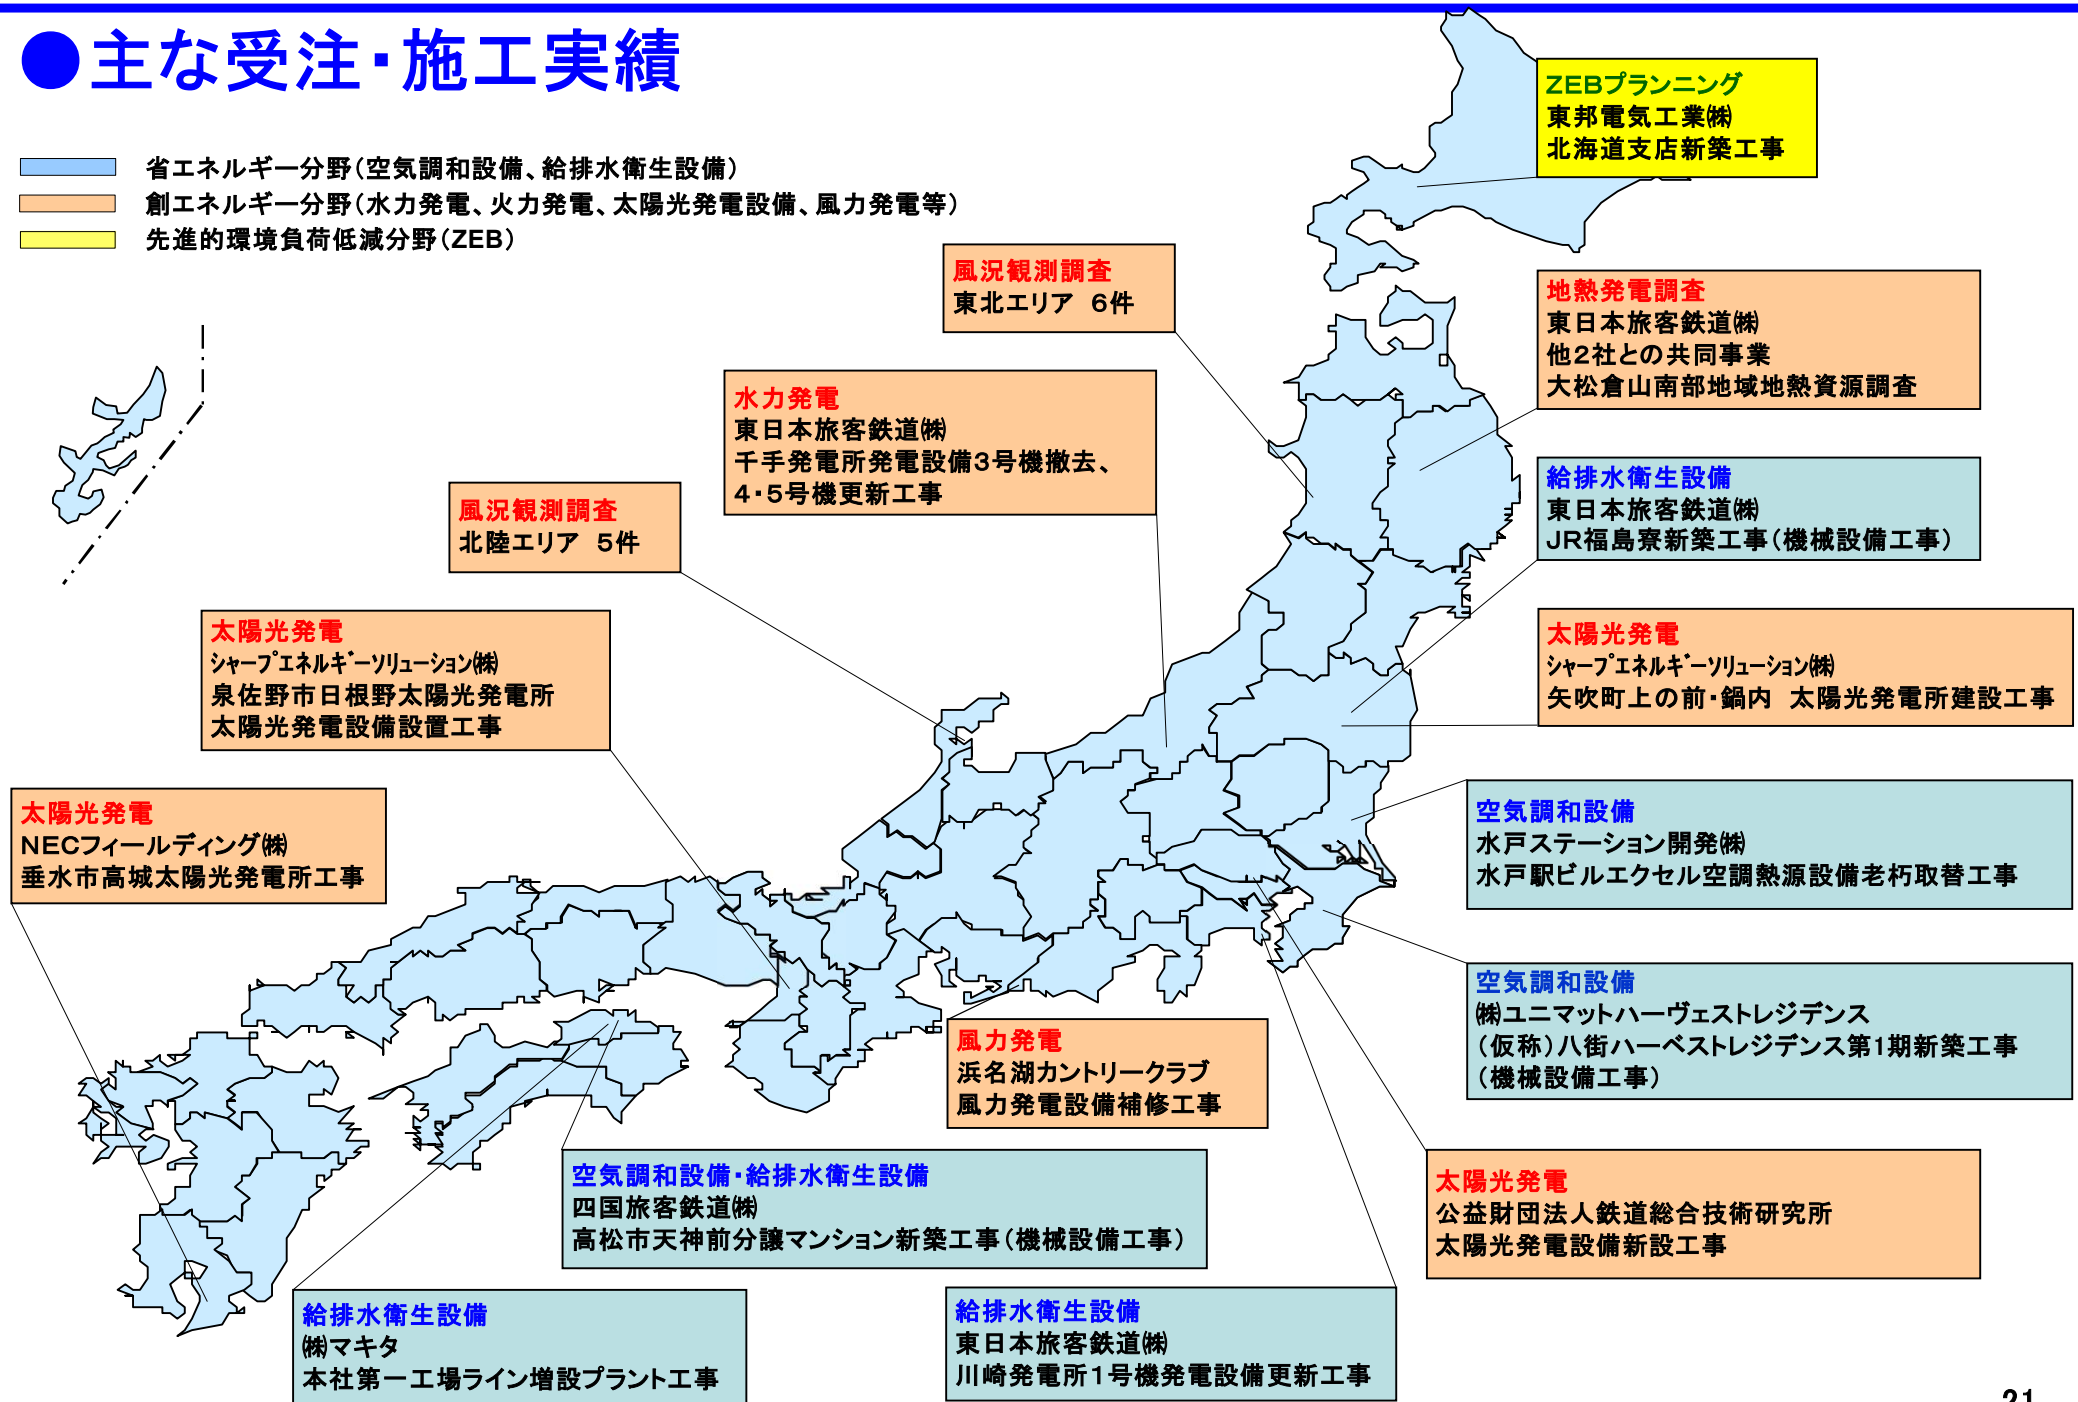 ●主な受注・施工実績
省エネルギー分野(空気調和設備、給排水衛生設備)
創エネルギー分野(水力発電、火力発電、太陽光発電設備、風力発電等)
先進的環境負荷低減分野(ZEB)
ZEBプランニング
東邦電気工業㈱
北海道支店新築工事
風況観測調査
東北エリア 6件
地熱発電調査
東日本旅客鉄道㈱
他2社との共同事業
大松倉山南部地域地熱資源調査
水力発電
東日本旅客鉄道㈱
千手発電所発電設備3号機撤去、
4・5号機更新工事
給排水衛生設備
東日本旅客鉄道㈱
JR福島寮新築工事(機械設備工事)
風況観測調査
北陸エリア 5件
太陽光発電
シャープエネルギーソリューション㈱
泉佐野市日根野太陽光発電所
太陽光発電設備設置工事
太陽光発電
シャープエネルギーソリューション㈱
矢吹町上の前・鍋内 太陽光発電所建設工事
太陽光発電
NECフィールディング㈱
垂水市高城太陽光発電所工事
空気調和設備
水戸ステーション開発㈱
水戸駅ビルエクセル空調熱源設備老朽取替工事
空気調和設備
㈱ユニマットハーヴェストレジデンス
(仮称)八街ハーベストレジデンス第1期新築工事
(機械設備工事)
風力発電
浜名湖カントリークラブ
風力発電設備補修工事
空気調和設備・給排水衛生設備
四国旅客鉄道㈱
高松市天神前分譲マンション新築工事(機械設備工事)
太陽光発電
公益財団法人鉄道総合技術研究所
太陽光発電設備新設工事
給排水衛生設備
㈱マキタ
本社第一工場ライン増設プラント工事
給排水衛生設備
東日本旅客鉄道㈱
川崎発電所1号機発電設備更新工事
21